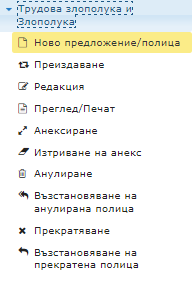 Трудова злополука и
Злополука
Ново предложение/полица
Преиздаване
Редакция
Преглед/Печат
Анексиране
Изтриване на анекс
Анулиране
Възстановяване на
анулирана полица
Прекратяване
Възстановяване на
прекратена полица